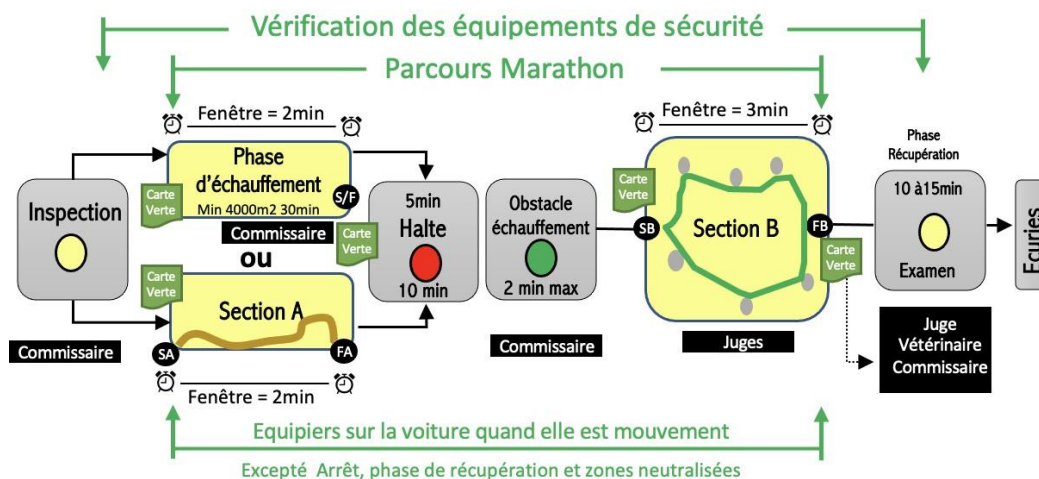 Vérification des équipements de sécurité
Parcours Marathon
Fenêtre = 2min
Fenêtre = 3min
Phase
Récupération
Inspection
Phase
d'échauffement
Min 4000m2 30min
Carte
Verte
S/F
Commissaire
ou
Carte
Verte
Section A
SA
FA
Commissaire
Fenêtre = 2min
Carte
Verte
5min
Halte
10 min
Obstacle
échauffement
2 min max
Commissaire
Carte
Verte
SB
Section B
FB
Juges
Carte
Verte
10 à15min
Examen
Ecuries
Juge
Vétérinaire
Commissaire
Equipiers sur la voiture quand elle est mouvement
Excepté Arrêt, phase de récupération et zones neutralisées